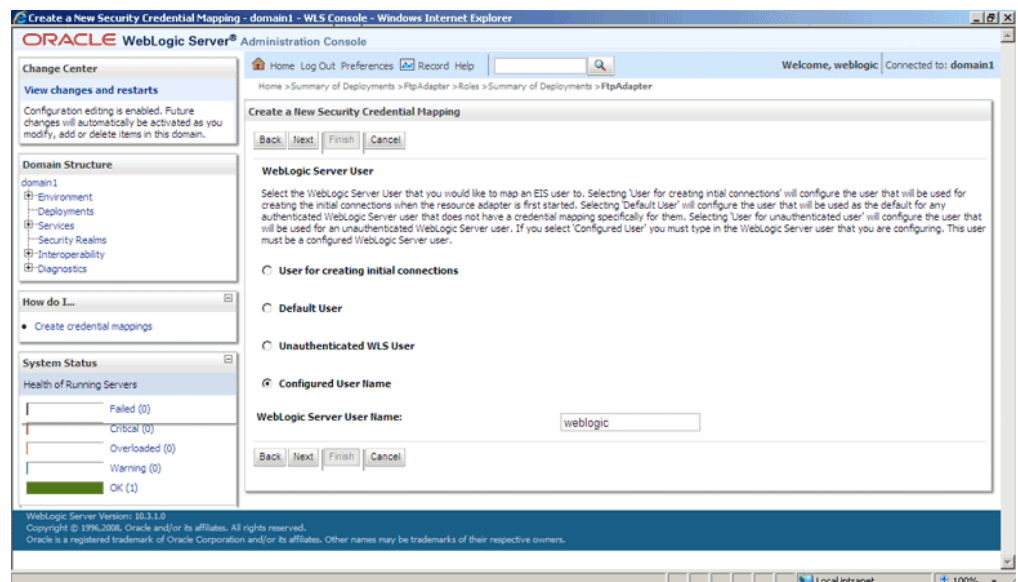 Create a New Security Credential Mapping - domain1 - WLS Console - Windows Internet Explorer
ORACLE WebLogic Server® Administration Console
Change Center
View changes and restarts
Configuration editing is enabled. Future
changes will automatically be activated as you
modify, add or delete items in this domain.
Domain Structure
domain1
Environment
Deployments
Services
Security Realms
Interoperability
Diagnostics
How do I...
Create credential mappings
System Status
Health of Running Servers
Failed (0)
Critical (0)
Overloaded (0)
Warning (0)
OK (1)
Home Log Out Preferences Record Help
Welcome, weblogic Connected to: domain1
Home >Summary of Deployments >FtpAdapter >Roles >Summary of Deployments >FtpAdapter
Create a New Security Credential Mapping
Back Next Finish Cancel
WebLogic Server User
Select the WebLogic Server User that you would like to map an EIS user to. Selecting 'User for creating intial connections' will configure the user that will be used for
creating the initial connections when the resource adapter is first started. Selecting 'Default User' will configure the user that will be used as the default for any
authenticated WebLogic Server user that does not have a credential mapping specifically for them. Selecting 'User for unauthenticated user' will configure the user that
will be used for an unauthenticated WebLogic Server user. If you select 'Configured User' you must type in the WebLogic Server user that you are configuring. This user
must be a configured WebLogic Server user.
User for creating initial connections
Default User
Unauthenticated WLS User
Configured User Name
WebLogic Server User Name: weblogic
Back Next Finish Cancel
WebLogic Server Version: 10.3.1.0
Copyright © 1996,2008, Oracle and/or its affiliates. All rights reserved.
Oracle is a registered trademark of Oracle Corporation and/or its affiliates. Other names may be trademarks of their respective owners.
Local intranet 100%